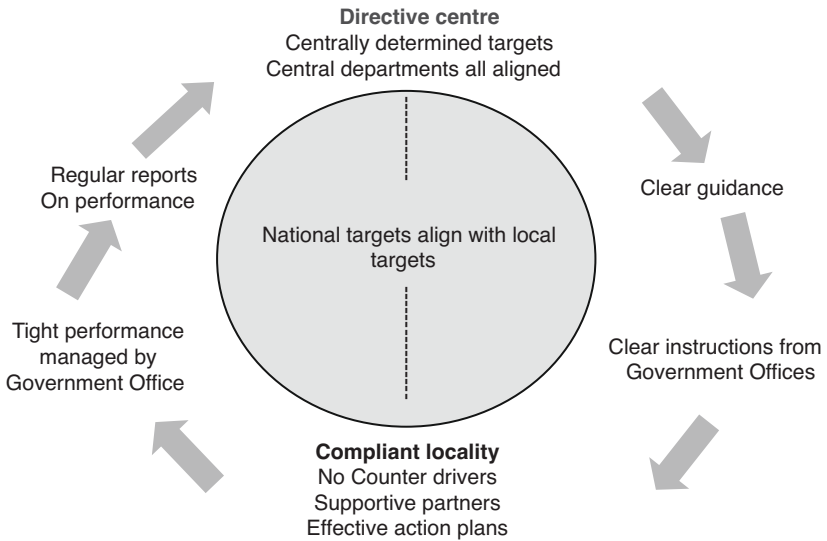 Directive centre
Centrally determined targets
Central departments all aligned
Regular reports
On performance
Clear guidance
National targets align with local
targets
Tight performance
managed by
Government Office
Clear instructions from
Government Offices
Compliant locality
No Counter drivers
Supportive partners
Effective action plans